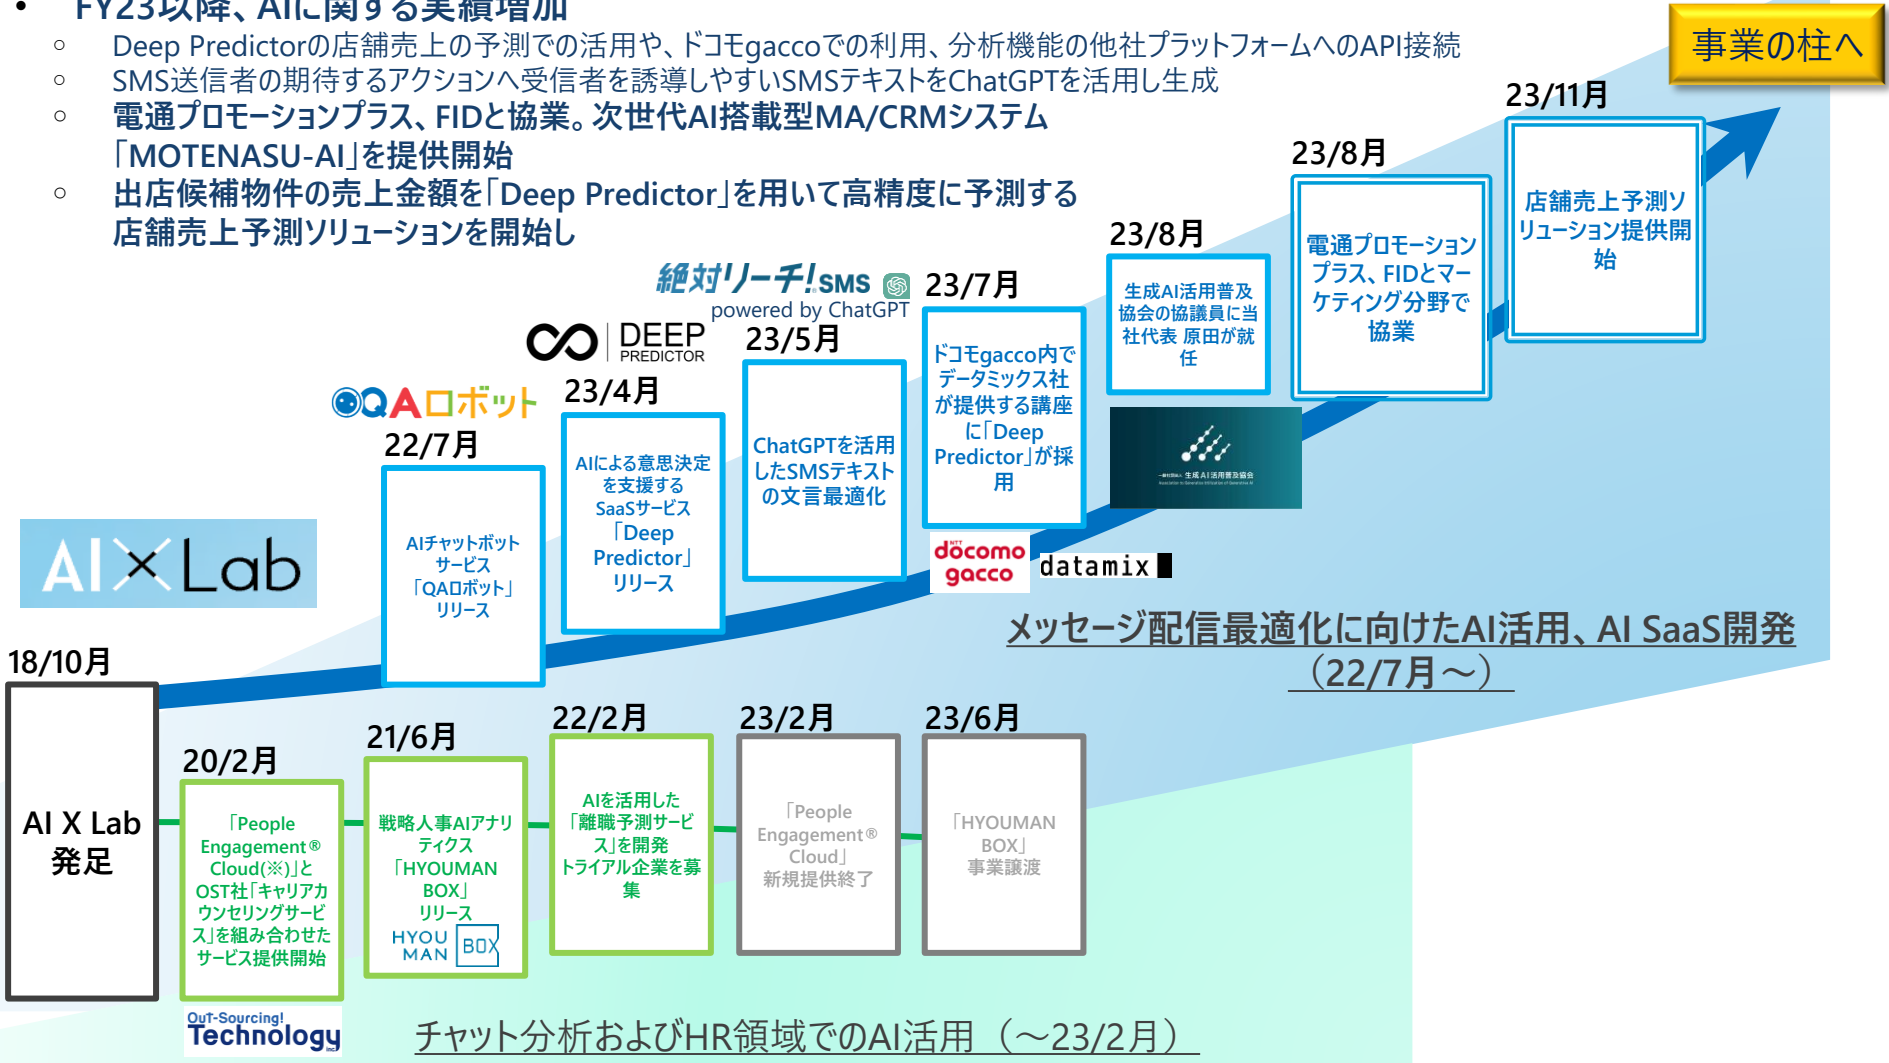 • FY23以降、AIに関する実績増加
○ Deep Predictorの店舗売上の予測での活用や、ドコモgaccoでの利用、分析機能の他社プラットフォームへのAPI接続
○ SMS送信者の期待するアクションへ受信者を誘導しやすいSMSテキストをChatGPTを活用し生成
○ 電通プロモーションプラス、FIDと協業。次世代AI搭載型MA/CRMシステム
「MOTENASU-AI」を提供開始
○ 出店候補物件の売上金額を「Deep Predictor」を用いて高精度に予測する
店舗売上予測ソリューションを開始し
事業の柱へ
23/11月
店舗売上予測ソ
リューション提供開
始
23/8月
電通プロモーション
プラス、FIDとマー
ケティング分野で
協業
23/8月
生成AI活用普及
協会の協議員に当
社代表 原田が就
任
一般社団法人 生成AI活用普及協会
絶対リーチ!SMS
powered by ChatGPT
23/7月
ドコモgacco内で
データミックス社
が提供する講座
に「Deep
Predictor」が採
用
NTT
docomo
gacco
datamix
DEEP
PREDICTOR
23/5月
ChatGPTを活用
したSMSテキスト
の文言最適化
23/4月
AIによる意思決定
を支援する
SaaSサービス
「Deep
Predictor」
リリース
QAロボット
22/7月
AIチャットボット
サービス
「QAロボット」
リリース
AI×Lab
メッセージ配信最適化に向けたAI活用、AI SaaS開発
（22/7月～）
18/10月
AI X Lab
発足
20/2月
「People
Engagement®
Cloud(※)」と
OST社「キャリアカ
ウンセリングサービ
ス」を組み合わせた
サービス提供開始
OuT-Sourcing!
Technology
Inc.
21/6月
戦略人事AIアナリ
ティクス
「HYOUMAN
BOX」
リリース
HYOU
MAN BOX
22/2月
AIを活用した
「離職予測サービ
ス」を開発
トライアル企業を募
集
23/2月
「People
Engagement®
Cloud」
新規提供終了
23/6月
「HYOUMAN
BOX」
事業譲渡
チャット分析およびHR領域でのAI活用（～23/2月）